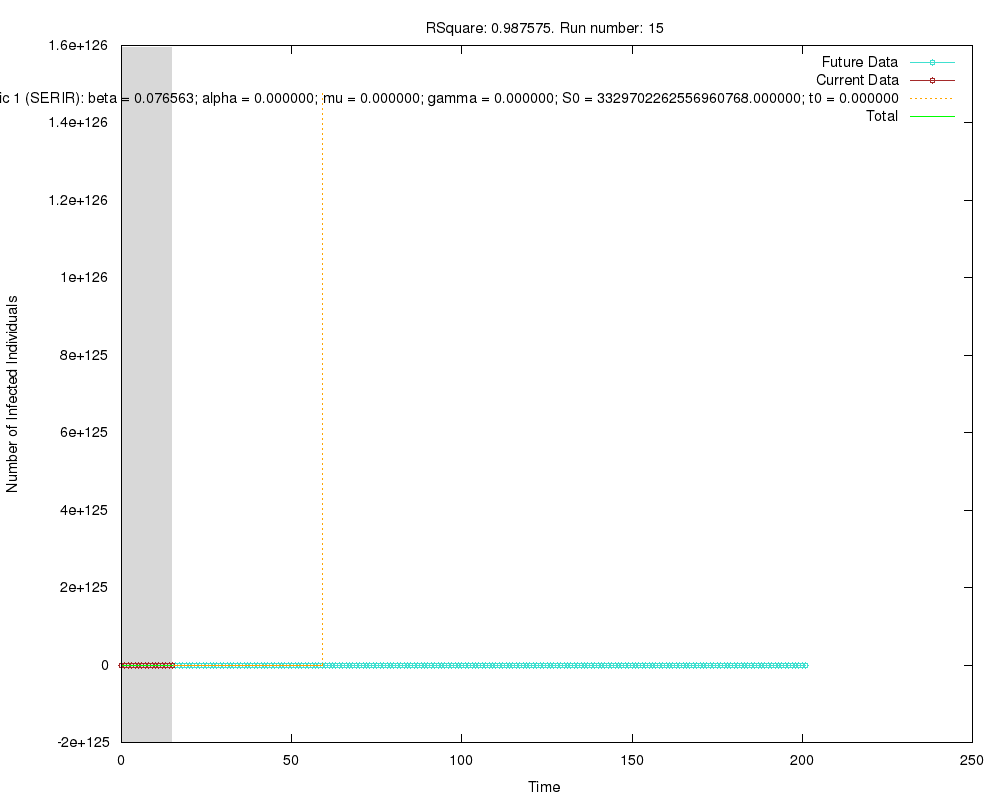 RSquare: 0.987575. Run number: 15
1.6e+126
1.4e+126
1.2e+126
1e+126
8e+125
6e+125
4e+125
2e+125
0
-2e+125
Number of Infected Individuals
Future Data
Current Data
ic 1 (SERIR): beta = 0.076563; alpha = 0.000000; mu = 0.000000; gamma = 0.000000; S0 = 3329702262556960768.000000; t0 = 0.000000
Total
0 50 100 150 200 250
Time